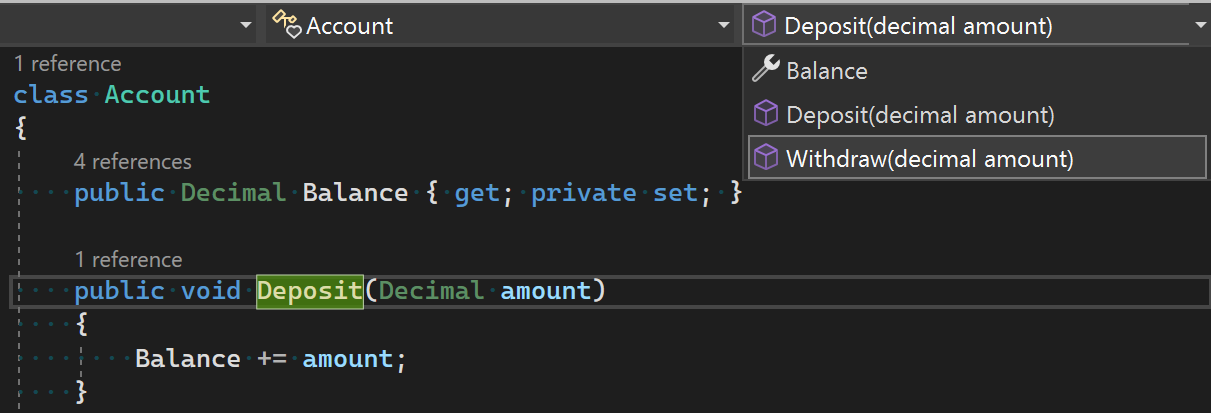 Account
Deposit(decimal amount)
Balance
Deposit(decimal amount)
Withdraw(decimal amount)
1 reference
class Account
{
4 references
public Decimal Balance { get; private set; }
1 reference
public void Deposit(Decimal amount)
{
Balance += amount;
}